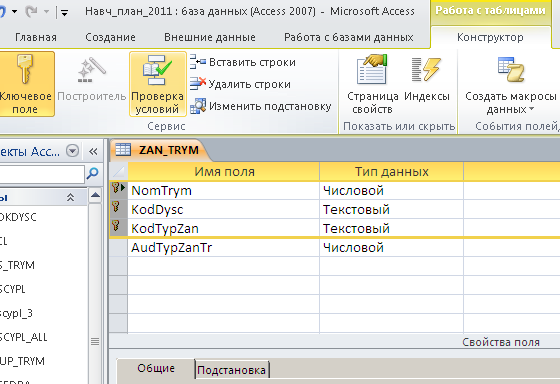 Навч_план_2011 : база данных (Access 2007) - Microsoft Access
Работа с таблицами
Главная Создание Внешние данные Работа с базами данных Конструктор
Ключевое поле
Построитель
Проверка условий
Вставить строки
Удалить строки
Изменить подстановку
Сервис
Страница свойств
Индексы
Показать или скрыть
Создать макросы данных
События полей,
екты Acc...
ZAN_TRYM
Имя поля Тип данных
NomTrym Числовой
KodDysc Текстовый
KodTypZan Текстовый
AudTypZanTr Числовой
ы
OKDYSC
CL
S_TRYM
SCYPL
scypl_3
SCYPL_ALL
UP_TRYM
Свойства поля
Общие Подстановка